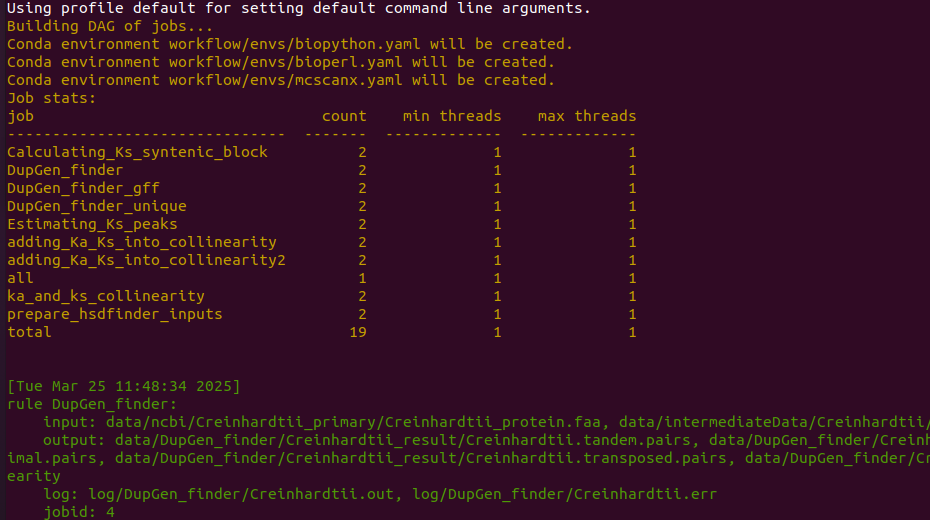 Using profile default for setting default command line arguments.
Building DAG of jobs...
Conda environment workflow/envs/biopython.yaml will be created.
Conda environment workflow/envs/bioperl.yaml will be created.
Conda environment workflow/envs/mcscanx.yaml will be created.
Job stats:
job                                count    min threads    max threads
-------------------------------  -------  -------------  -------------
Calculating_Ks_syntenic_block          2              1              1
DupGen_finder                          2              1              1
DupGen_finder_gff                      2              1              1
DupGen_finder_unique                   2              1              1
Estimating_Ks_peaks                    2              1              1
adding_Ka_Ks_into_collinearity         2              1              1
adding_Ka_Ks_into_collinearity2        2              1              1
all                                    1              1              1
ka_and_ks_collinearity                 2              1              1
prepare_hsdfinder_inputs               2              1              1
total                                 19              1              1
[Tue Mar 25 11:48:34 2025]
rule DupGen_finder:
    input: data/ncbi/Creinhardtii_primary/Creinhardtii_protein.faa, data/intermediateData/Creinhardtii/
    output: data/DupGen_finder/Creinhardtii_result/Creinhardtii.tandem.pairs, data/DupGen_finder/Creinh
imal.pairs, data/DupGen_finder/Creinhardtii_result/Creinhardtii.transposed.pairs, data/DupGen_finder/Cr
earity
    log: log/DupGen_finder/Creinhardtii.out, log/DupGen_finder/Creinhardtii.err
    jobid: 4